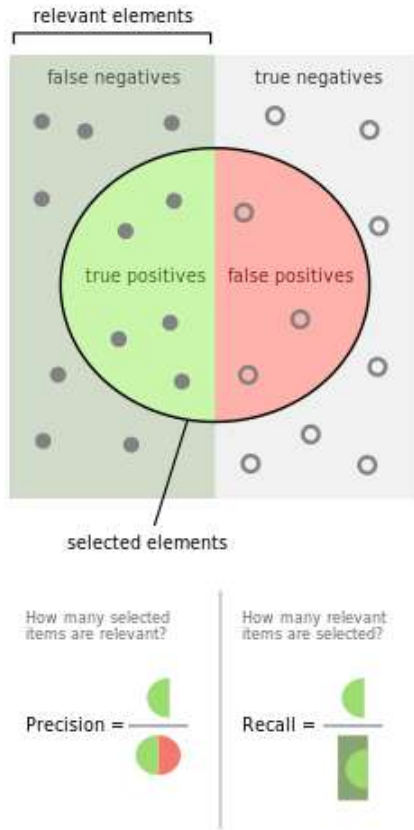 relevant elements
false negatives
true negatives
true positives
false positives
selected elements
How many selected
items are relevant?
How many relevant
items are selected?
Precision =
Recall =